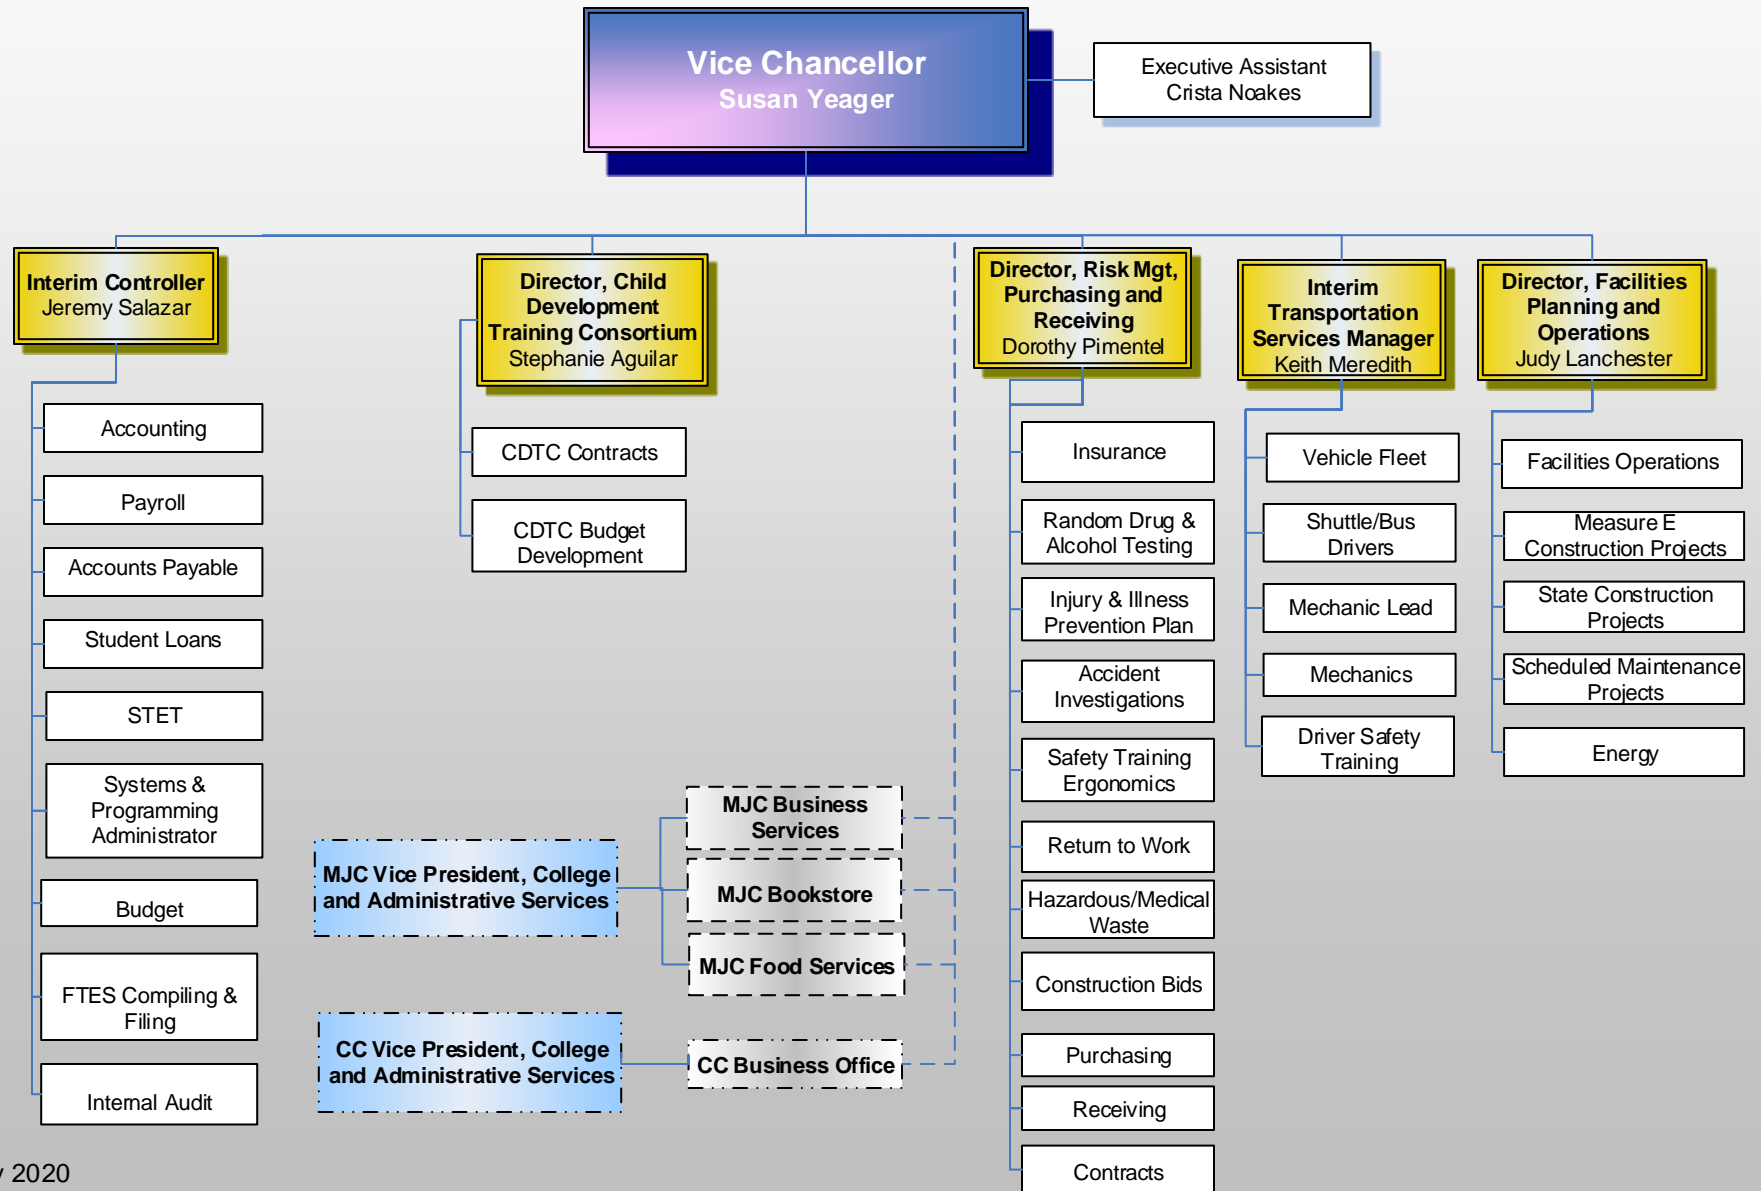 Vice Chancellor
Susan Yeager
Executive Assistant
Crista Noakes
Interim Controller
Jeremy Salazar
Accounting
Payroll
Accounts Payable
Student Loans
STET
Systems &
Programming
Administrator
Budget
FTES Compiling &
Filing
Internal Audit
Director, Child
Development
Training Consortium
Stephanie Aguilar
CDTC Contracts
CDTC Budget
Development
MJC Vice President, College
and Administrative Services
MJC Business
Services
MJC Bookstore
MJC Food Services
CC Vice President, College
and Administrative Services
CC Business Office
Director, Risk Mgt,
Purchasing and
Receiving
Dorothy Pimentel
Insurance
Random Drug &
Alcohol Testing
Injury & Illness
Prevention Plan
Accident
Investigations
Safety Training
Ergonomics
Return to Work
Hazardous/Medical
Waste
Construction Bids
Purchasing
Receiving
Contracts
Interim
Transportation
Services Manager
Keith Meredith
Vehicle Fleet
Shuttle/Bus
Drivers
Mechanic Lead
Mechanics
Driver Safety
Training
Director, Facilities
Planning and
Operations
Judy Lanchester
Facilities Operations
Measure E
Construction Projects
State Construction
Projects
Scheduled Maintenance
Projects
Energy
2020